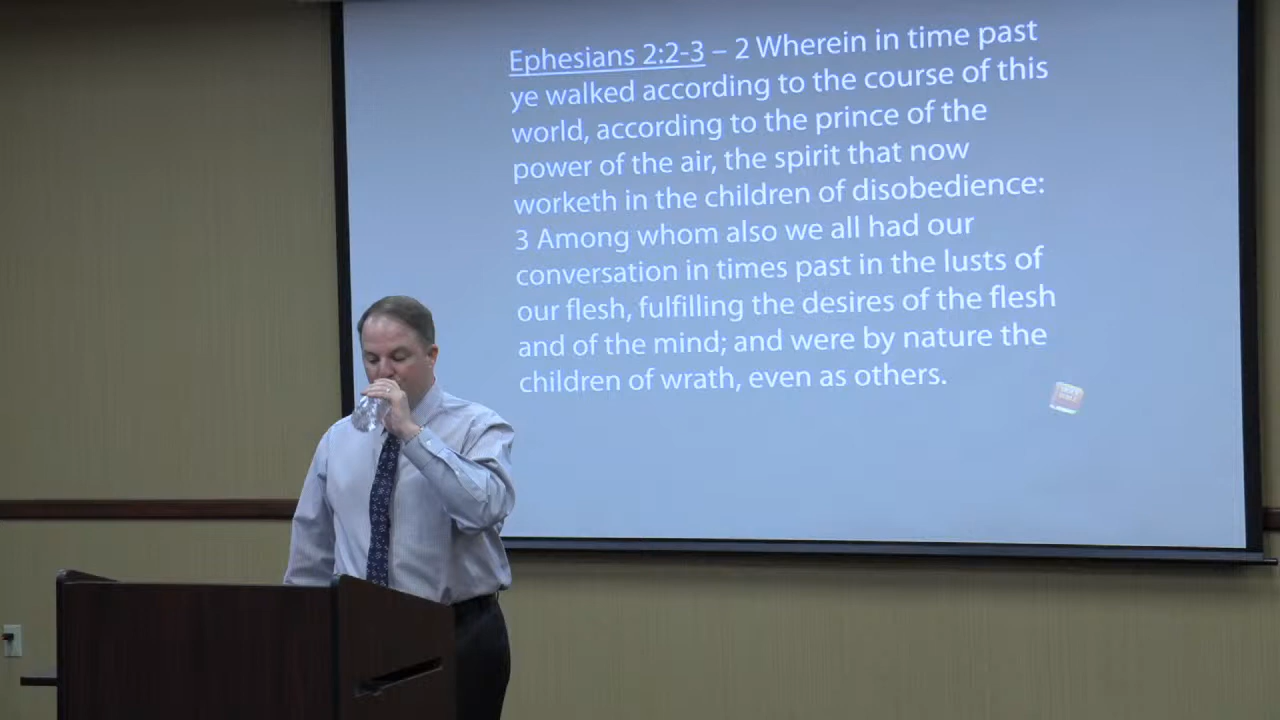 Ephesians 2:2-3 – 2 Wherein in time past
ye walked according to the course of this
world, according to the prince of the
power of the air, the spirit that now
worketh in the children of disobedience:
3 Among whom also we all had our
conversation in times past in the lusts of
our flesh, fulfilling the desires of the flesh
and of the mind; and were by nature the
children of wrath, even as others.